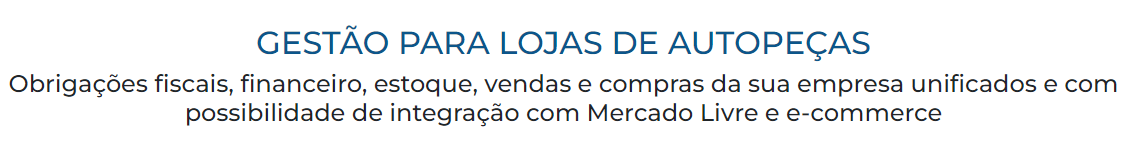 GESTÃO PARA LOJAS DE AUTOPEÇAS
Obrigações fiscais, financeiro, estoque, vendas e compras da sua empresa unificados e com
possibilidade de integração com Mercado Livre e e-commerce